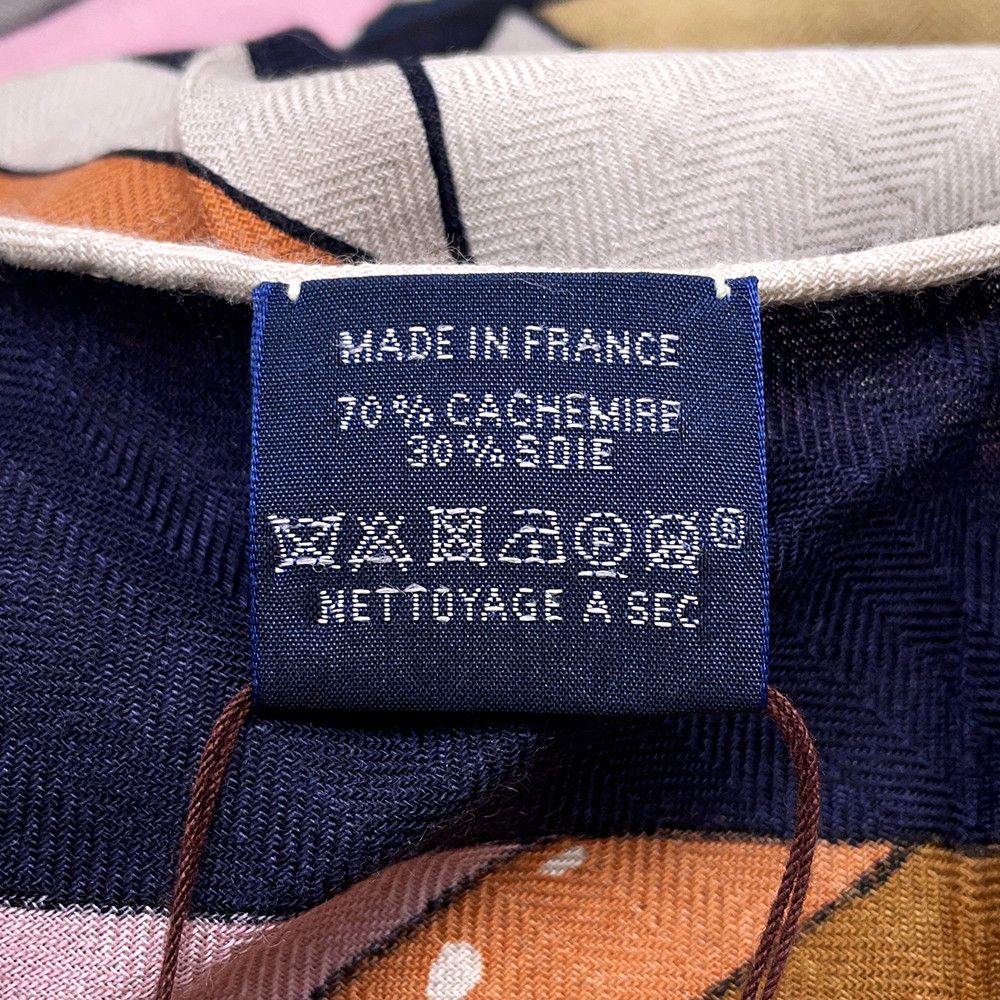 MADE IN FRANCE
70 % CACHEMIRE
30 % SOIE
P W ®
NETTOYAGE A SEC